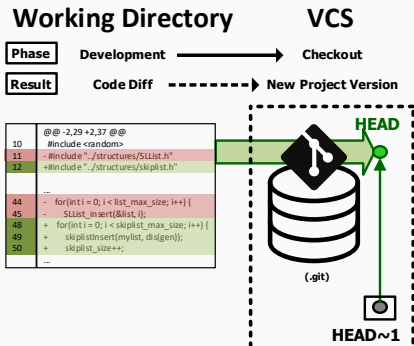 Working Directory VCS
Phase Development Checkout
Result Code Diff New Project Version
HEAD
@@ -2,29 +2,37 @@
10 #include <random>
11 - #include "../structures/SLList.h"
12 +#include "../structures/skiplist.h"
...
44 - for(int i = 0; i < list_max_size; i++) {
45 - SLList_insert(&list, i);
48 + for(int i = 0; i < skiplist_max_size; i++) {
49 + skiplistInsert(mylist, dis(gen));
50 + skiplist_size++;
...
(.git)
HEAD~1